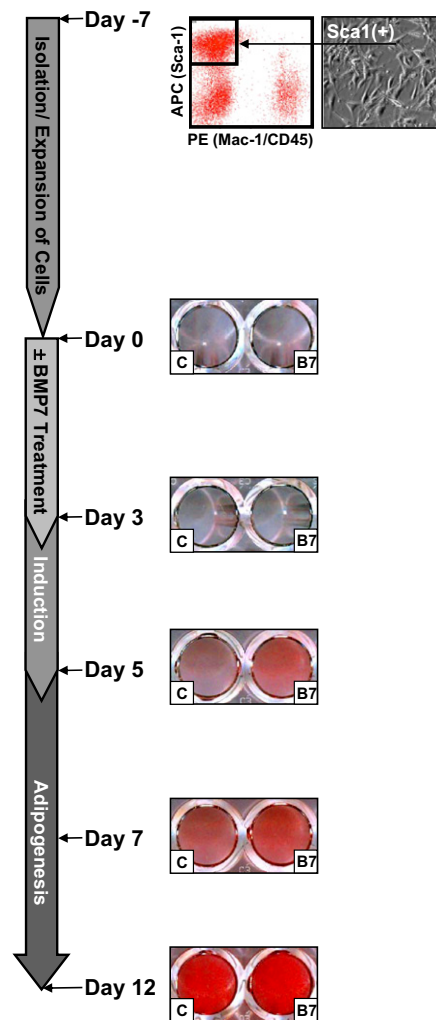 Day -7
Isolation/ Expansion of Cells
APC (Sca-1)
PE (Mac-1/CD45)
Sca1(+)
Day 0
C
B7
± BMP7 Treatment
Day 3
C
B7
Induction
Day 5
C
B7
Adipogenesis
Day 7
C
B7
Day 12
C
B7